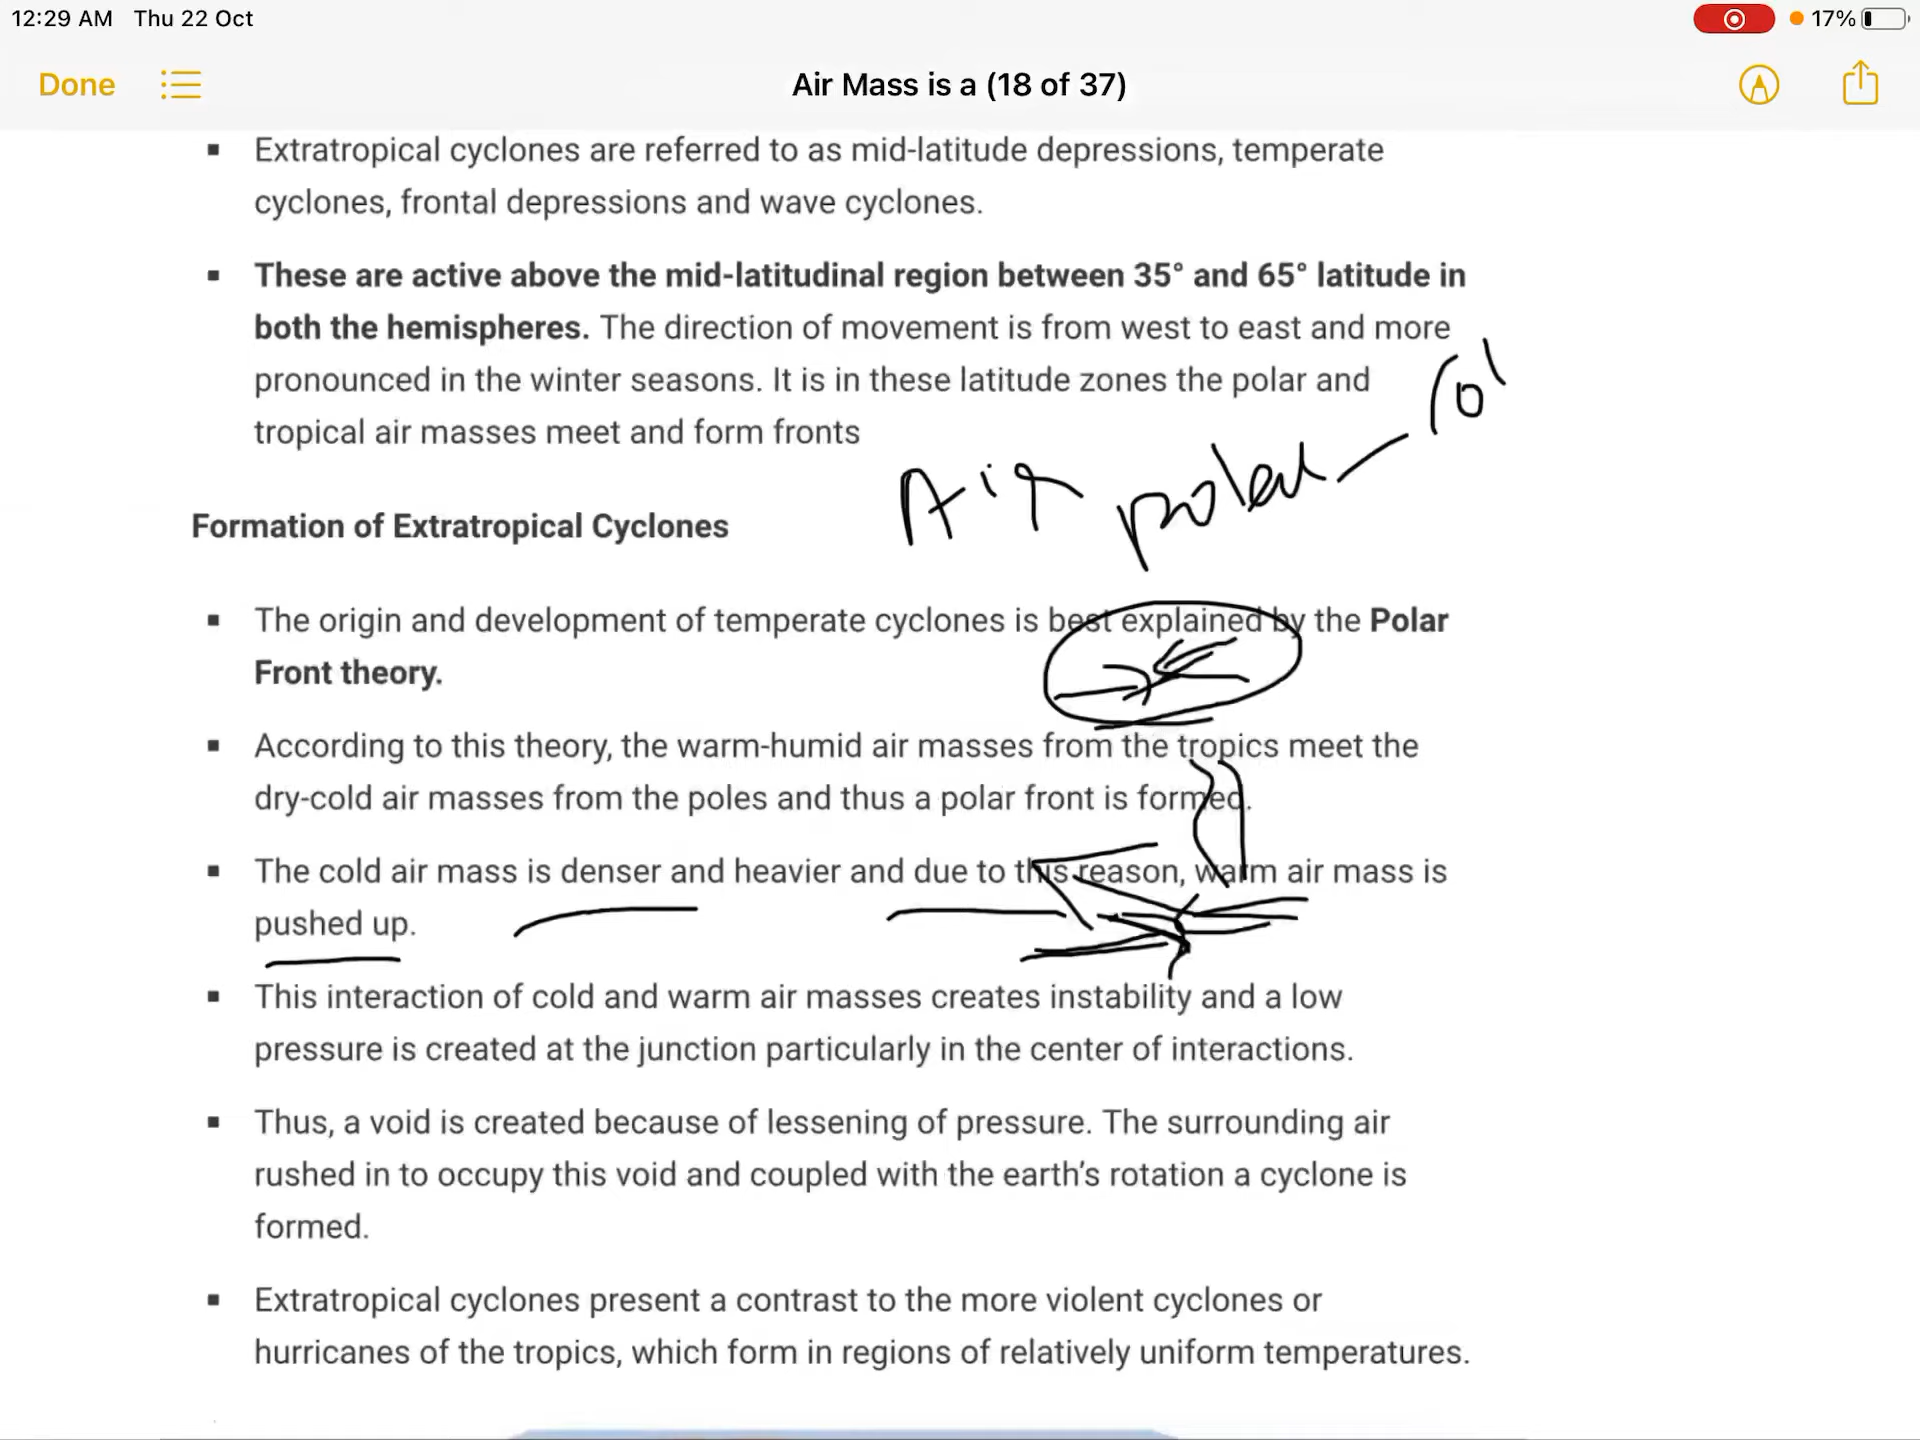 12:29 AM Thu 22 Oct 17%
Done Air Mass is a (18 of 37)
▪ Extratropical cyclones are referred to as mid-latitude depressions, temperate
cyclones, frontal depressions and wave cyclones.
▪ These are active above the mid-latitudinal region between 35° and 65° latitude in
both the hemispheres. The direction of movement is from west to east and more
pronounced in the winter seasons. It is in these latitude zones the polar and
tropical air masses meet and form fronts
Air polar
Formation of Extratropical Cyclones
▪ The origin and development of temperate cyclones is best explained by the Polar
Front theory.
▪ According to this theory, the warm-humid air masses from the tropics meet the
dry-cold air masses from the poles and thus a polar front is formed.
▪ The cold air mass is denser and heavier and due to this reason, warm air mass is
pushed up.
▪ This interaction of cold and warm air masses creates instability and a low
pressure is created at the junction particularly in the center of interactions.
▪ Thus, a void is created because of lessening of pressure. The surrounding air
rushed in to occupy this void and coupled with the earth's rotation a cyclone is
formed.
▪ Extratropical cyclones present a contrast to the more violent cyclones or
hurricanes of the tropics, which form in regions of relatively uniform temperatures.